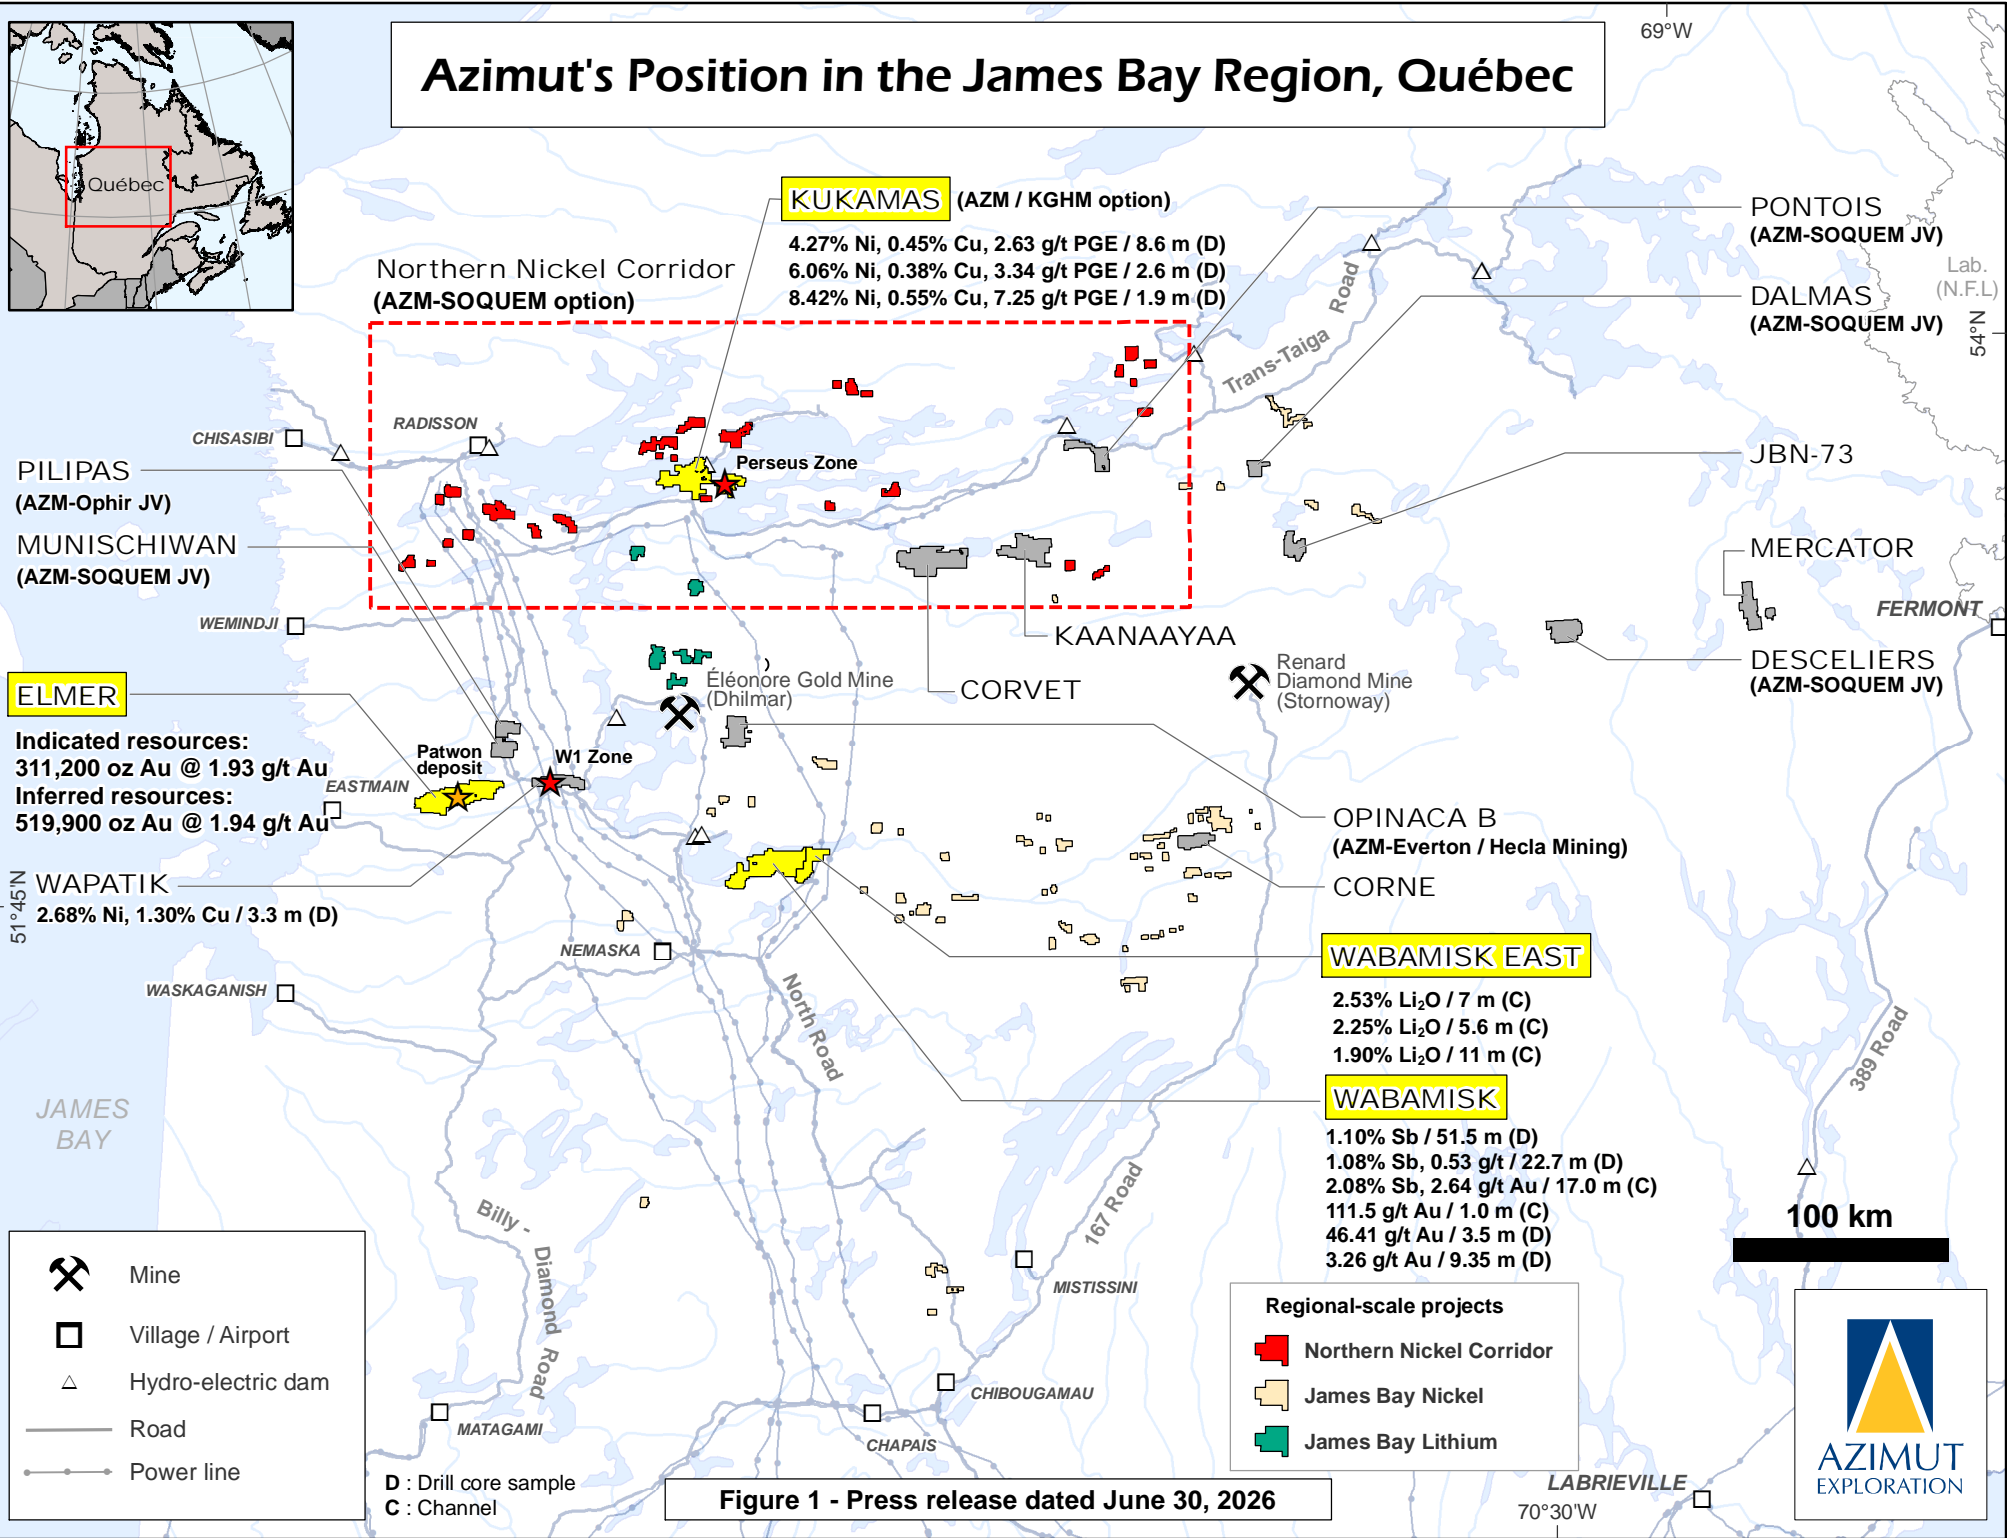 69°W
Azimut's Position in the James Bay Region, Québec
Québec
KUKAMAS (AZM / KGHM option)
4.27% Ni, 0.45% Cu, 2.63 g/t PGE / 8.6 m (D)
6.06% Ni, 0.38% Cu, 3.34 g/t PGE / 2.6 m (D)
8.42% Ni, 0.55% Cu, 7.25 g/t PGE / 1.9 m (D)
Northern Nickel Corridor
(AZM-SOQUEM option)
PONTOIS
(AZM-SOQUEM JV)
Lab.
(N.F.L)
DALMAS
(AZM-SOQUEM JV)
54°N
Trans-Taiga Road
CHISASIBI
RADISSON
Perseus Zone
PILIPAS
(AZM-Ophir JV)
JBN-73
MUNISCHIWAN
(AZM-SOQUEM JV)
MERCATOR
FERMONT
WEMINDJI
KAANAAYAA
DESCELIERS
(AZM-SOQUEM JV)
CORVET
Éléonore Gold Mine
(Dhilmar)
Renard
Diamond Mine
(Stornoway)
ELMER
Indicated resources:
311,200 oz Au @ 1.93 g/t Au
Inferred resources:
519,900 oz Au @ 1.94 g/t Au
Patwon
deposit
W1 Zone
EASTMAIN
OPINACA B
(AZM-Everton / Hecla Mining)
CORNE
WAPATIK
2.68% Ni, 1.30% Cu / 3.3 m (D)
51°45'N
NEMASKA
WASKAGANISH
WABAMISK EAST
2.53% Li₂O / 7 m (C)
2.25% Li₂O / 5.6 m (C)
1.90% Li₂O / 11 m (C)
North Road
389 Road
JAMES
BAY
WABAMISK
1.10% Sb / 51.5 m (D)
1.08% Sb, 0.53 g/t / 22.7 m (D)
2.08% Sb, 2.64 g/t Au / 17.0 m (C)
111.5 g/t Au / 1.0 m (C)
46.41 g/t Au / 3.5 m (D)
3.26 g/t Au / 9.35 m (D)
167 Road
Billy - Diamond Road
100 km
MISTISSINI
CHIBOUGAMAU
CHAPAIS
MATAGAMI
LABRIEVILLE
70°30'W
Mine
Village / Airport
Hydro-electric dam
Road
Power line
D : Drill core sample
C : Channel
Figure 1 - Press release dated June 30, 2026
Regional-scale projects
Northern Nickel Corridor
James Bay Nickel
James Bay Lithium
AZIMUT
EXPLORATION